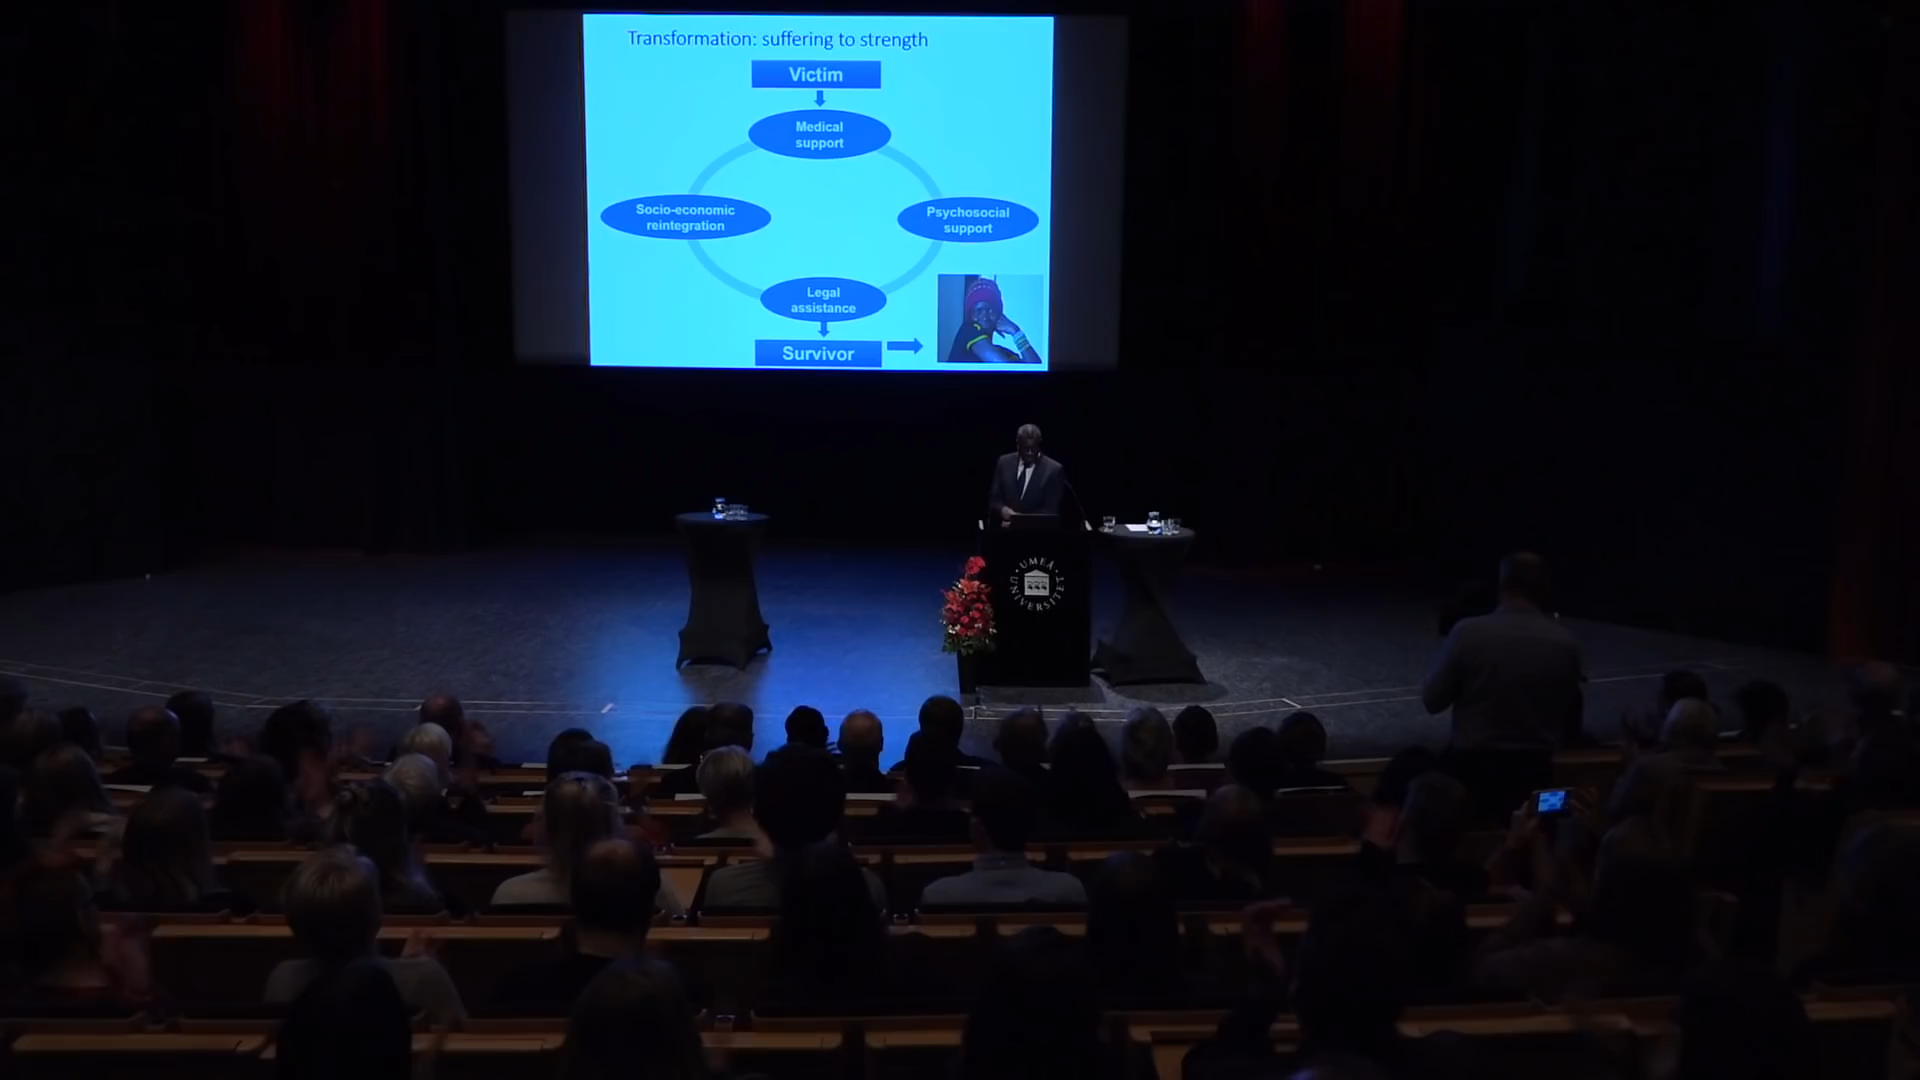 Transformation: suffering to strength
Victim
Medical
support
Socio-economic
reintegration
Psychosocial
support
Legal
assistance
Survivor
UMEÅ
UNIVERSITET